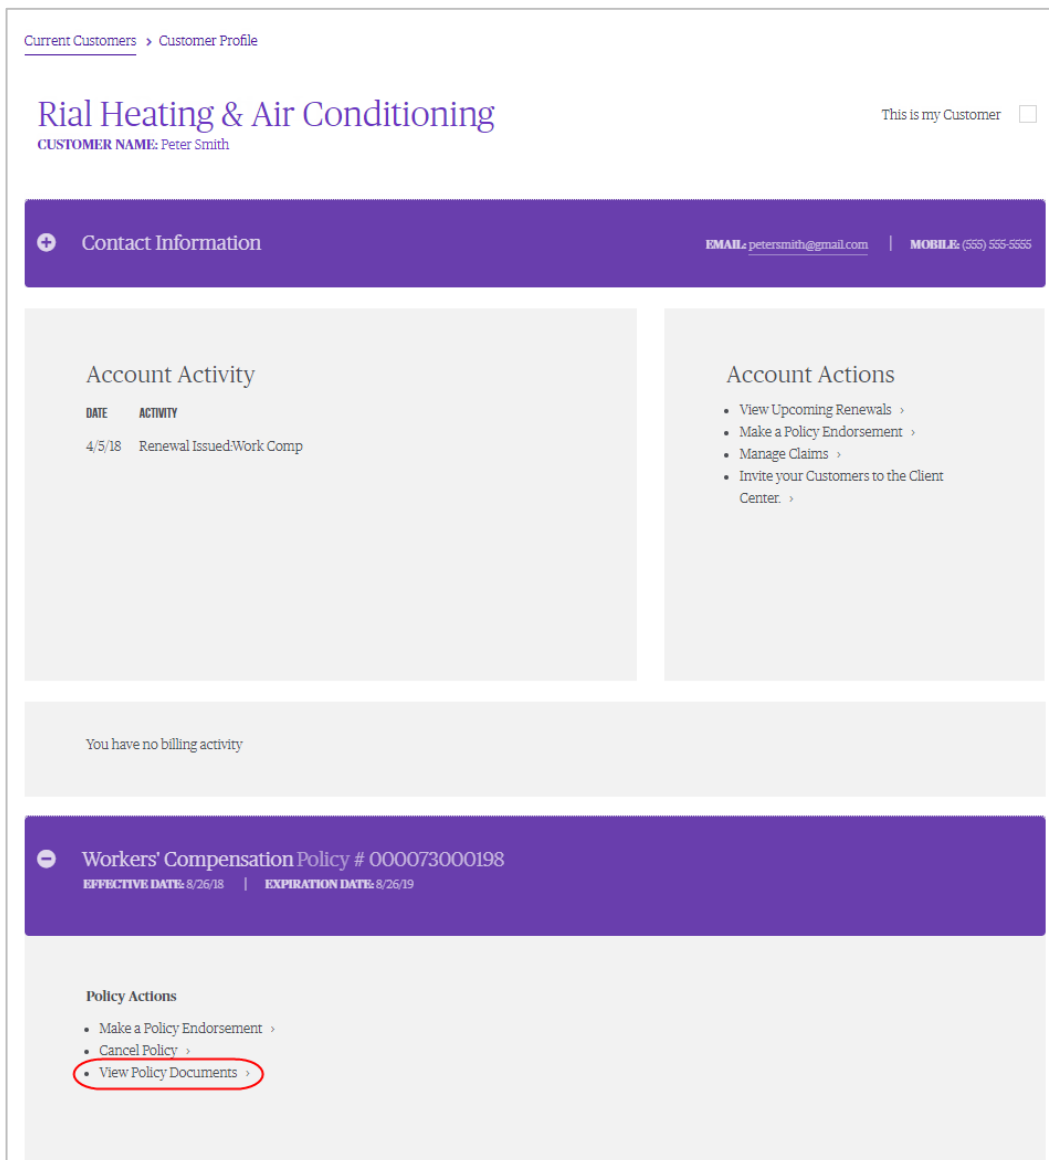 Current Customers > Customer Profile
Rial Heating & Air Conditioning
This is my Customer
CUSTOMER NAME: Peter Smith
Contact Information
EMAIL: petersmith@gmail.com | MOBILE: (555) 555-5555
Account Activity
DATE ACTIVITY
4/5/18 Renewal Issued:Work Comp
Account Actions
• View Upcoming Renewals >
• Make a Policy Endorsement >
• Manage Claims >
• Invite your Customers to the Client
Center. >
You have no billing activity
Workers' Compensation Policy # 000073000198
EFFECTIVE DATE: 8/26/18 | EXPIRATION DATE: 8/26/19
Policy Actions
• Make a Policy Endorsement >
• Cancel Policy >
• View Policy Documents >